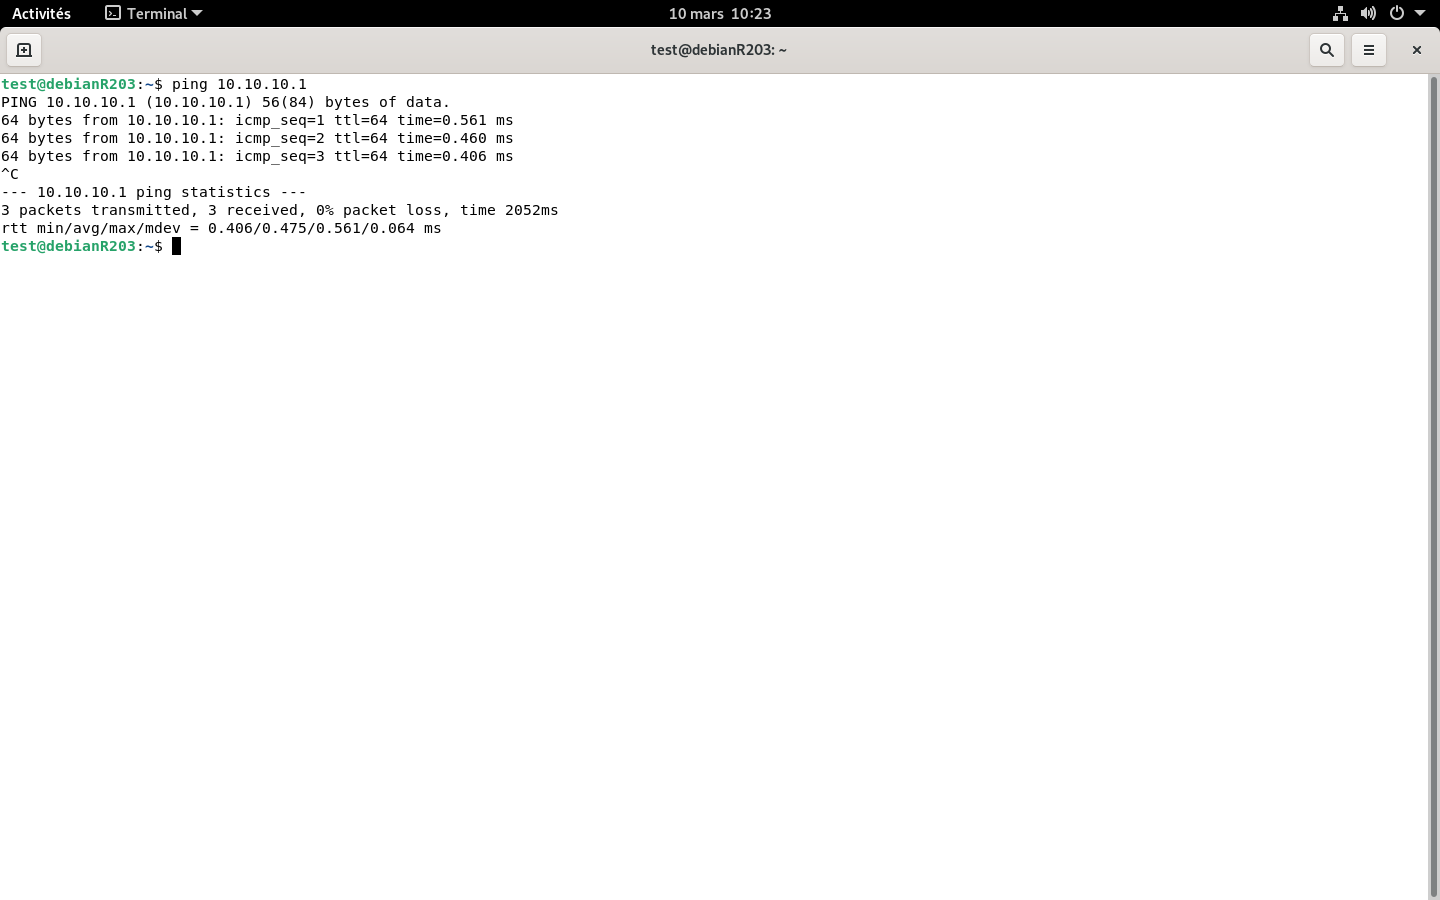 Activités Terminal 10 mars 10:23
test@debianR203: ~
test@debianR203:~$ ping 10.10.10.1
PING 10.10.10.1 (10.10.10.1) 56(84) bytes of data.
64 bytes from 10.10.10.1: icmp_seq=1 ttl=64 time=0.561 ms
64 bytes from 10.10.10.1: icmp_seq=2 ttl=64 time=0.460 ms
64 bytes from 10.10.10.1: icmp_seq=3 ttl=64 time=0.406 ms
^C
--- 10.10.10.1 ping statistics ---
3 packets transmitted, 3 received, 0% packet loss, time 2052ms
rtt min/avg/max/mdev = 0.406/0.475/0.561/0.064 ms
test@debianR203:~$